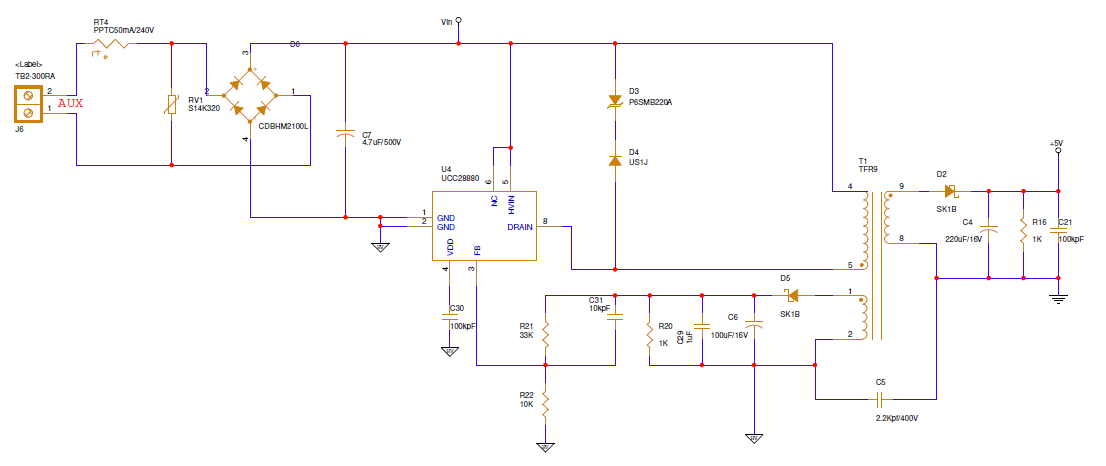 RT4
PPTC50mA/240V
<Label>
TB2-300RA
2
1
AUX
J6
RV1
S14K320
3
D6
2
1
4
CDBHM2100L
Vin
C7
4.7uF/500V
D3
P6SMB220A
D4
US1J
U4
UCC28880
6
5
NC
HVIN
1
2
GND
GND
DRAIN
8
VDD
FB
4
3
C30
100kpF
R21
33K
C31
10kpF
R20
1K
C29
1uF
C6
100uF/16V
D5
SK1B
R22
10K
T1
TFR9
4
5
1
2
9
8
D2
SK1B
+5V
C4
220uF/16V
R16
1K
C21
100kpF
C5
2.2Kpf/400V